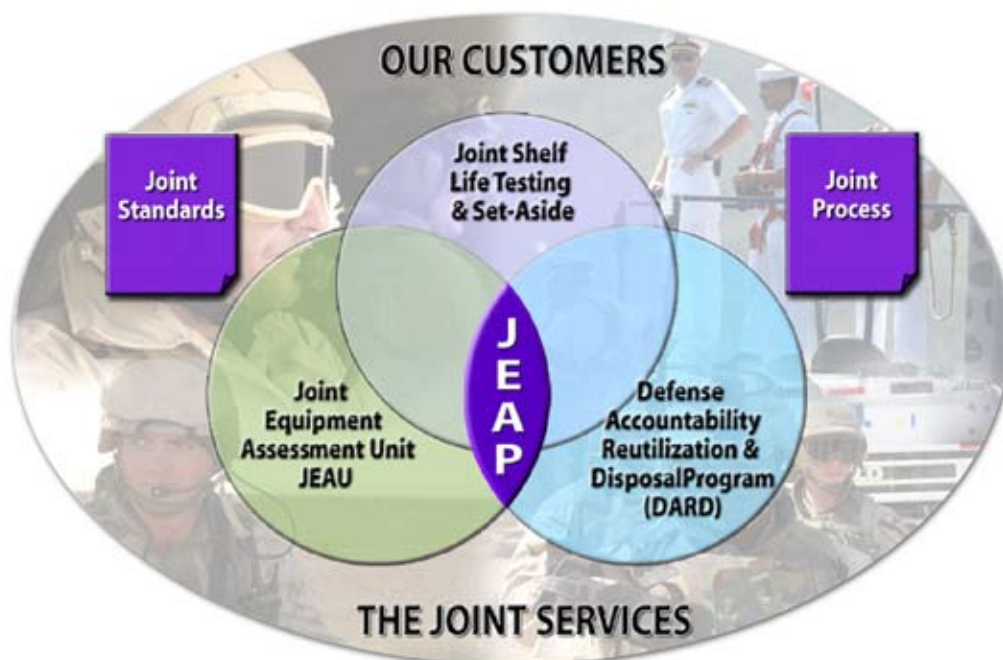 OUR CUSTOMERS
Joint
Standards
Joint Shelf
Life Testing
& Set-Aside
Joint
Process
JEAP
Joint
Equipment
Assessment Unit
JEAU
Defense
Accountability
Reutilization &
DisposalProgram
(DARD)
THE JOINT SERVICES